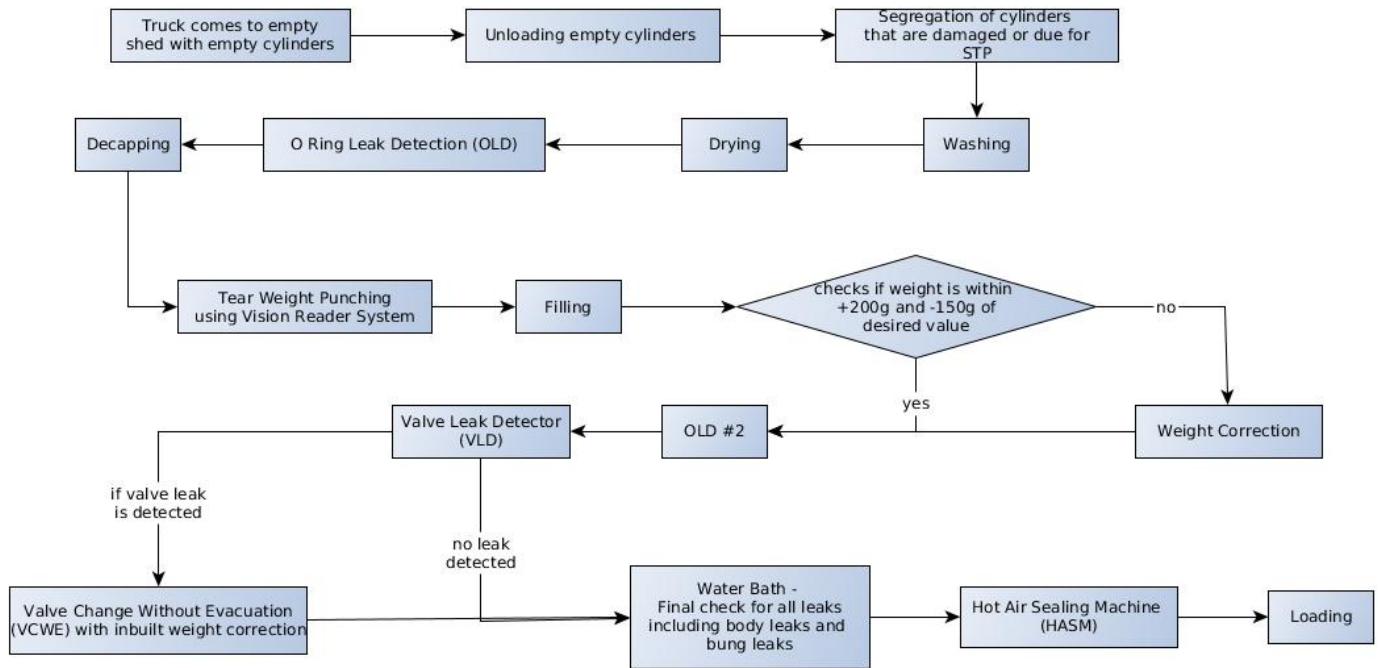 Truck comes to empty
shed with empty cylinders
Unloading empty cylinders
Segregation of cylinders
that are damaged or due for
STP
Washing
Drying
O Ring Leak Detection (OLD)
Decapping
Tear Weight Punching
using Vision Reader System
Filling
checks if weight is within
+200g and -150g of
desired value
no
yes
Weight Correction
OLD #2
Valve Leak Detector
(VLD)
if valve leak
is detected
no leak
detected
Valve Change Without Evacuation
(VCWE) with inbuilt weight correction
Water Bath -
Final check for all leaks
including body leaks and
bung leaks
Hot Air Sealing Machine
(HASM)
Loading